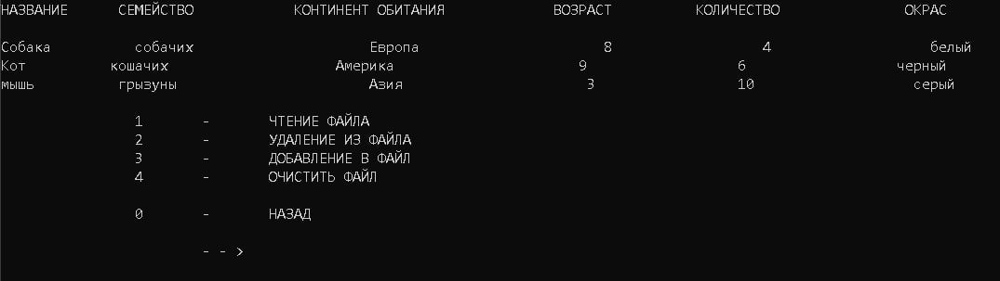 НАЗВАНИЕ СЕМЕЙСТВО КОНТИНЕНТ ОБИТАНИЯ ВОЗРАСТ КОЛИЧЕСТВО ОКРАС
Собака собачих Европа 8 4 белый
Кот кошачих Америка 9 6 черный
мышь грызуны Азия 3 10 серый
1 - ЧТЕНИЕ ФАЙЛА
2 - УДАЛЕНИЕ ИЗ ФАЙЛА
3 - ДОБАВЛЕНИЕ В ФАЙЛ
4 - ОЧИСТИТЬ ФАЙЛ
0 - НАЗАД
- - >